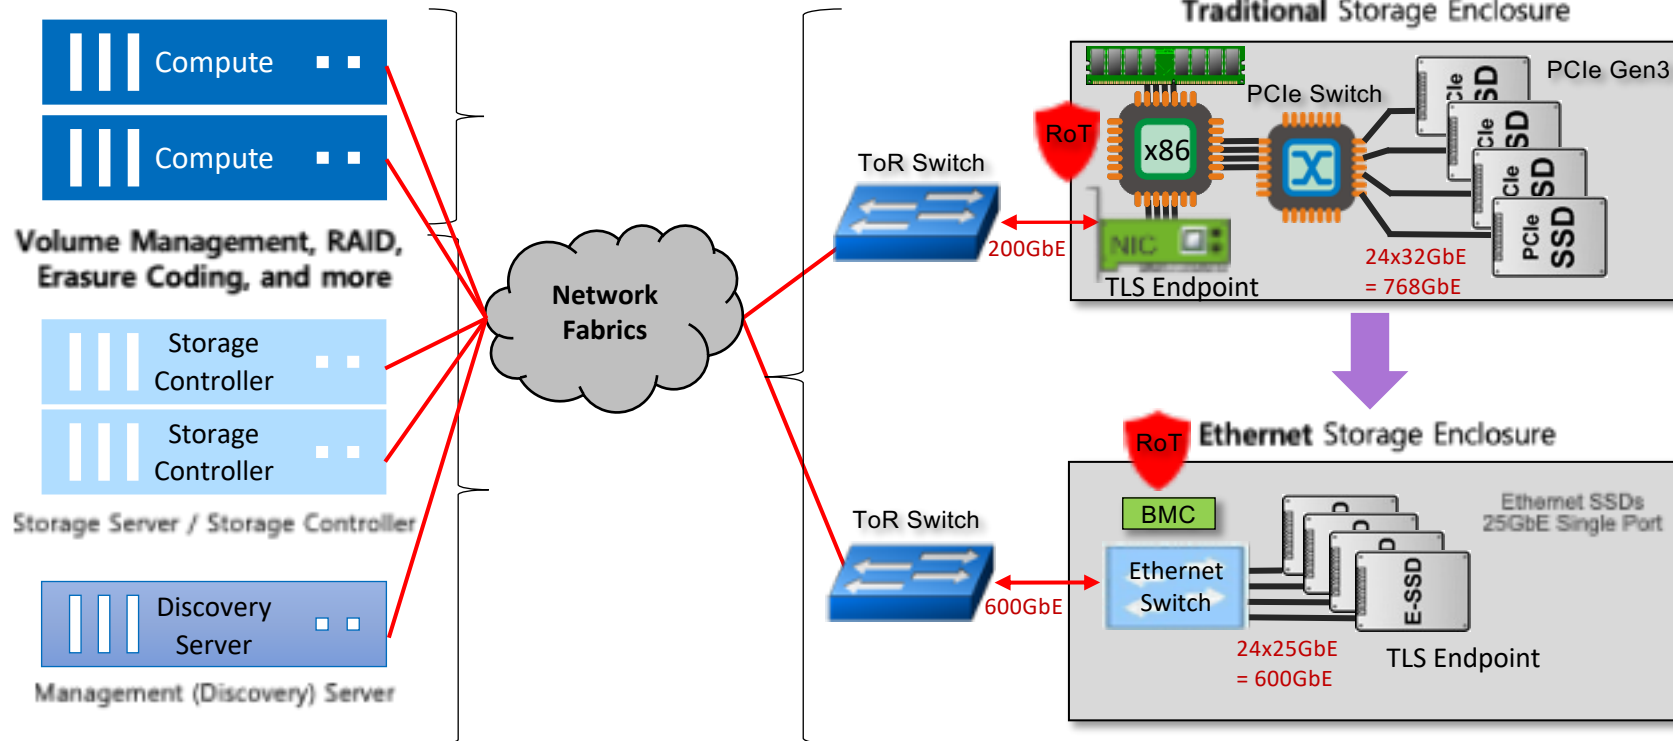 Compute
Compute
Volume Management, RAID,
Erasure Coding, and more
Storage
Controller
Storage
Controller
Storage Server / Storage Controller
Discovery
Server
Management (Discovery) Server
Network
Fabrics
ToR Switch
200GbE
Traditional Storage Enclosure
RoT
x86
PCIe Switch
PCIe Gen3
PCIe
SSD
NIC
TLS Endpoint
24x32GbE
= 768GbE
ToR Switch
600GbE
RoT
Ethernet Storage Enclosure
BMC
Ethernet
Switch
Ethernet SSDs
25GbE Single Port
E-SSD
24x25GbE
= 600GbE
TLS Endpoint